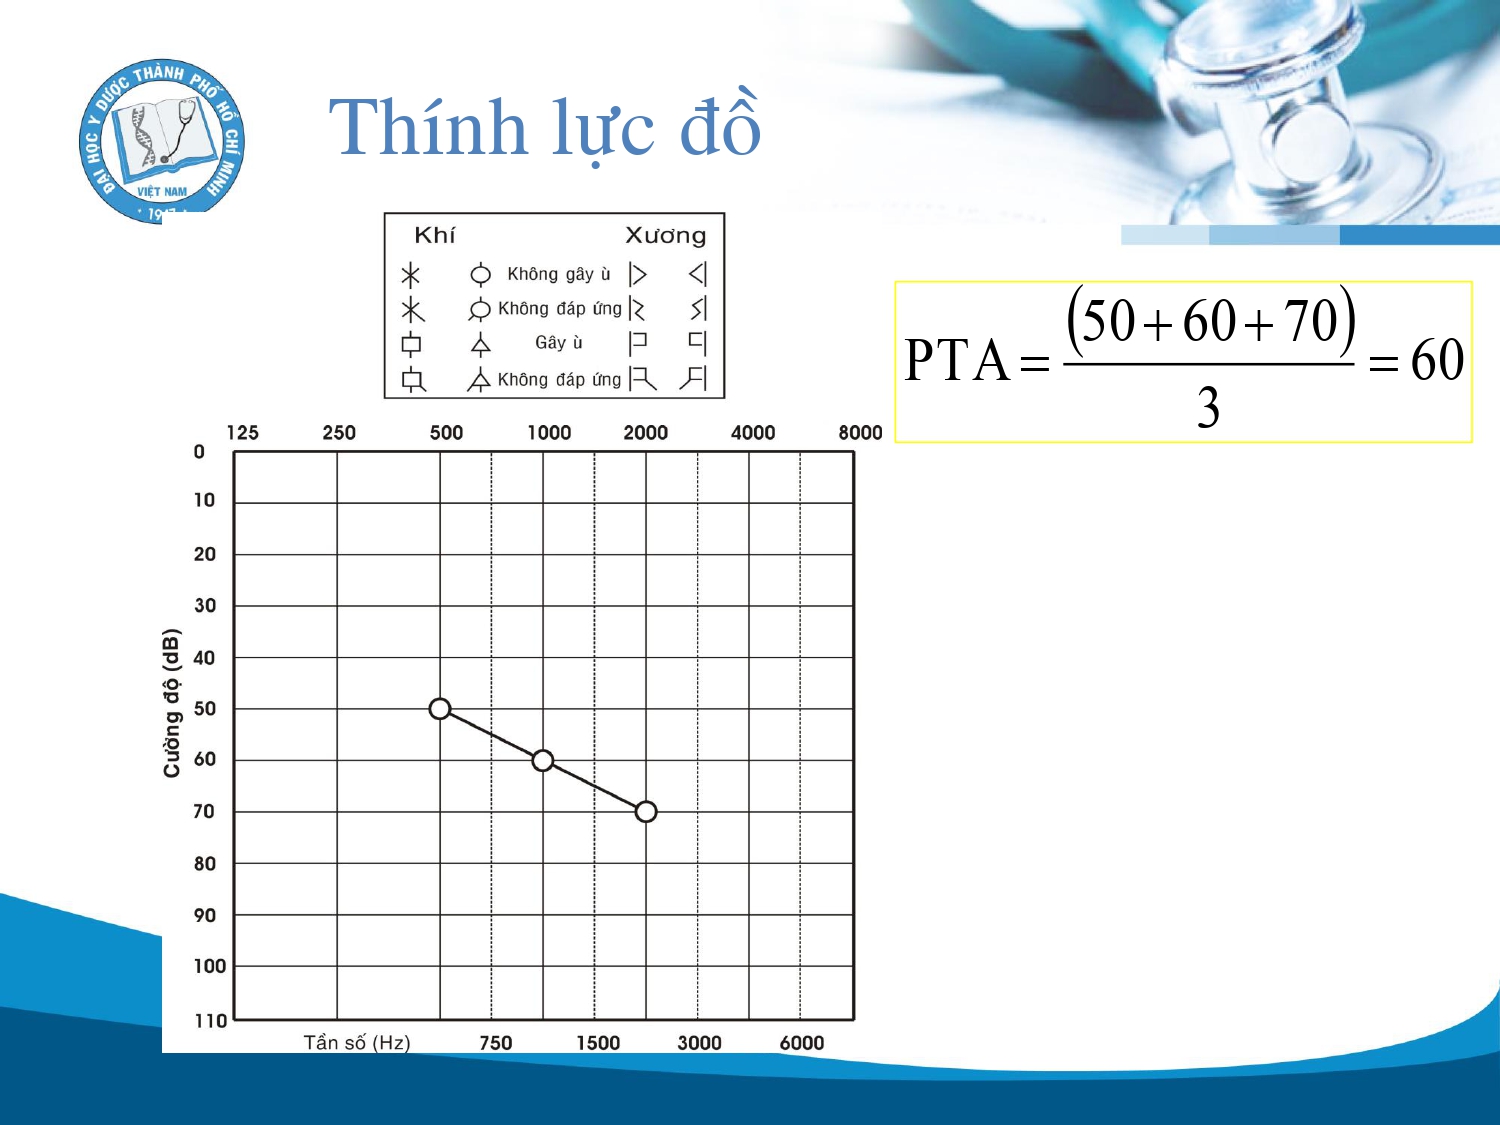 ĐẠI HỌC Y DƯỢC THÀNH PHỐ HỒ CHÍ MINH
VIỆT NAM
Thính lực đồ
Khí Xương
Không gây ù
Không đáp ứng
Gây ù
Không đáp ứng
PTA = (50+60+70) / 3 = 60
125 250 500 1000 2000 4000 8000
0
10
20
30
40
50
60
70
80
90
100
110
Cường độ (dB)
Tần số (Hz) 750 1500 3000 6000